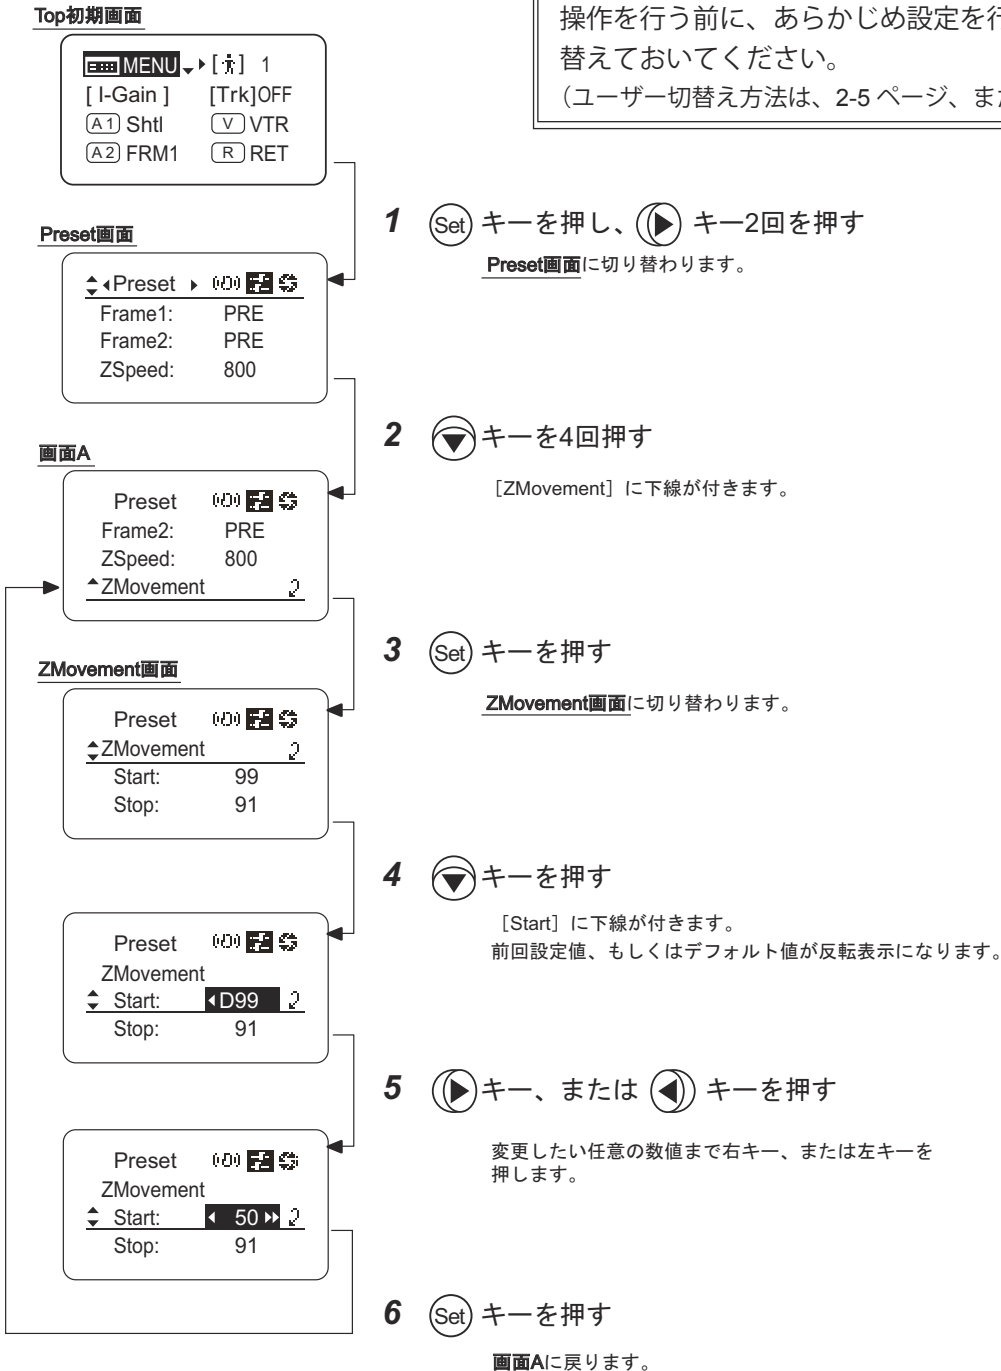 Top初期画面
MENU [ ] 1
[ I-Gain ] [Trk]OFF
A1 Shtl V VTR
A2 FRM1 R RET
操作を行う前に、あらかじめ設定を行
替えておいてください。
（ユーザー切替え方法は、2-5 ページ、また
1 Set キーを押し、▶ キー2回を押す
Preset画面に切り替わります。
Preset画面
Preset
Frame1: PRE
Frame2: PRE
ZSpeed: 800
2 ▼キーを4回押す
［ZMovement］に下線が付きます。
画面A
Preset
Frame2: PRE
ZSpeed: 800
ZMovement
3 Set キーを押す
ZMovement画面に切り替わります。
ZMovement画面
Preset
ZMovement
Start: 99
Stop: 91
4 ▼キーを押す
［Start］に下線が付きます。
前回設定値、もしくはデフォルト値が反転表示になります。
Preset
ZMovement
Start: D99
Stop: 91
5 ▶キー、または ◀ キーを押す
変更したい任意の数値まで右キー、または左キーを
押します。
Preset
ZMovement
Start: 50
Stop: 91
6 Set キーを押す
画面Aに戻ります。